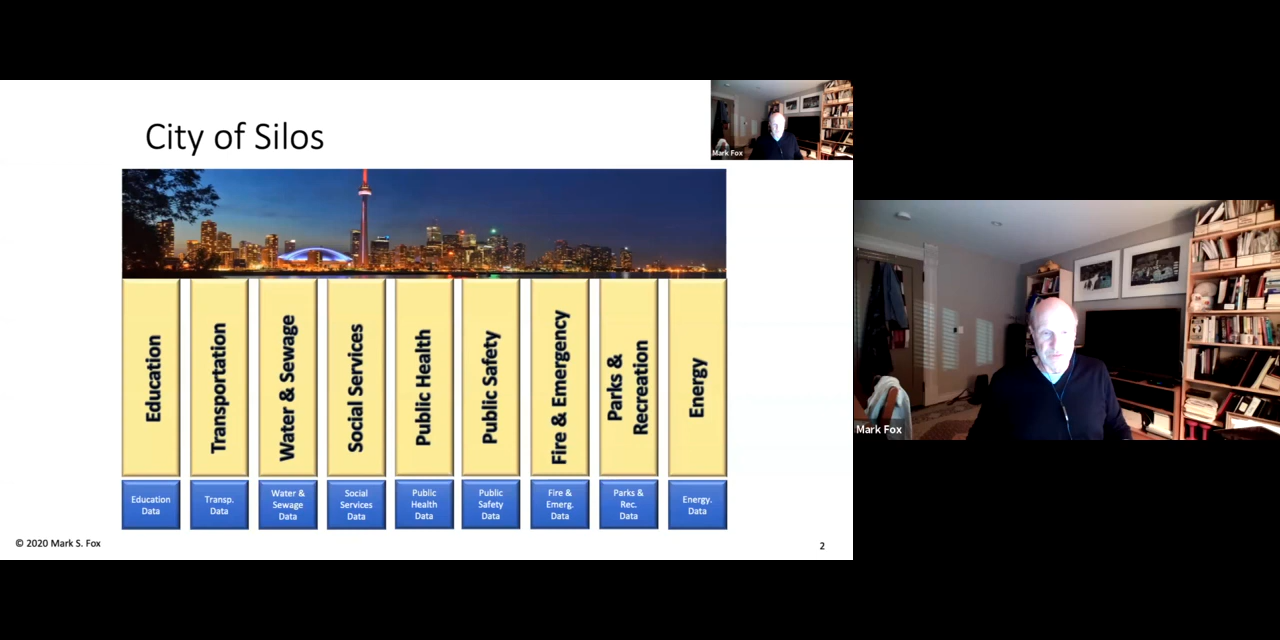 City of Silos
Mark Fox
Education
Transportation
Water & Sewage
Social Services
Public Health
Public Safety
Fire & Emergency
Parks &
Recreation
Energy
Education
Data
Transp.
Data
Water &
Sewage
Data
Social
Services
Data
Public
Health
Data
Public
Safety
Data
Fire &
Emerg.
Data
Parks &
Rec.
Data
Energy.
Data
© 2020 Mark S. Fox
2
Mark Fox